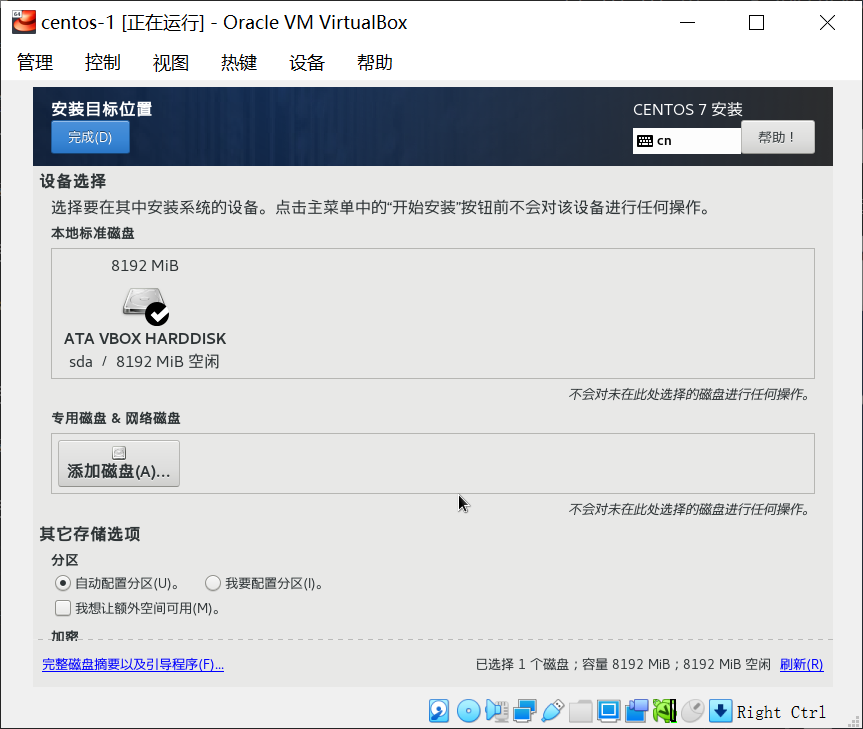 centos-1 [正在运行] - Oracle VM VirtualBox
管理 控制 视图 热键 设备 帮助
安装目标位置
完成(D)
CENTOS 7 安装
cn
帮助！
设备选择
选择要在其中安装系统的设备。点击主菜单中的“开始安装”按钮前不会对该设备进行任何操作。
本地标准磁盘
8192 MiB
ATA VBOX HARDDISK
sda / 8192 MiB 空闲
不会对未在此处选择的磁盘进行任何操作。
专用磁盘 & 网络磁盘
添加磁盘(A)...
不会对未在此处选择的磁盘进行任何操作。
其它存储选项
分区
自动配置分区(U)。 我要配置分区(I)。
我想让额外空间可用(M)。
加密
完整磁盘摘要以及引导程序(F)...
已选择 1 个磁盘；容量 8192 MiB；8192 MiB 空闲 刷新(R)
Right Ctrl